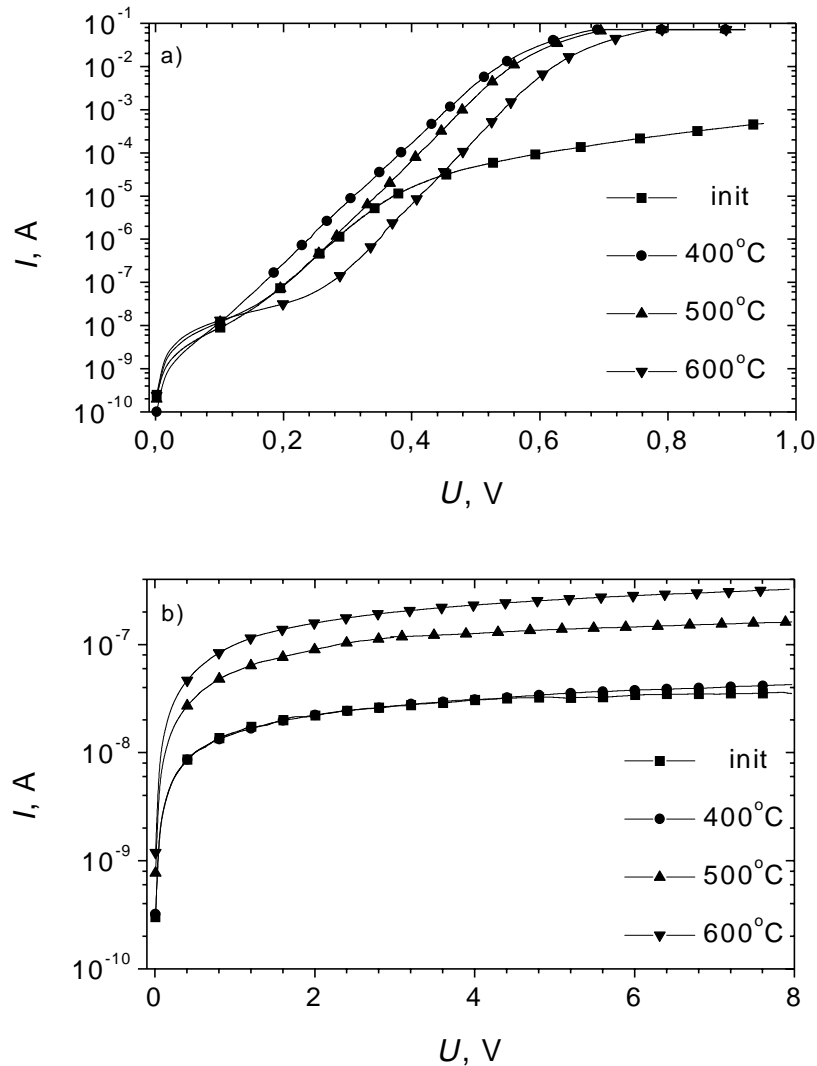 a)
I, A
10⁻¹
10⁻²
10⁻³
10⁻⁴
10⁻⁵
10⁻⁶
10⁻⁷
10⁻⁸
10⁻⁹
10⁻¹⁰
init
400°C
500°C
600°C
0,0 0,2 0,4 0,6 0,8 1,0
U, V
b)
I, A
10⁻⁷
10⁻⁸
10⁻⁹
10⁻¹⁰
init
400°C
500°C
600°C
0 2 4 6 8
U, V